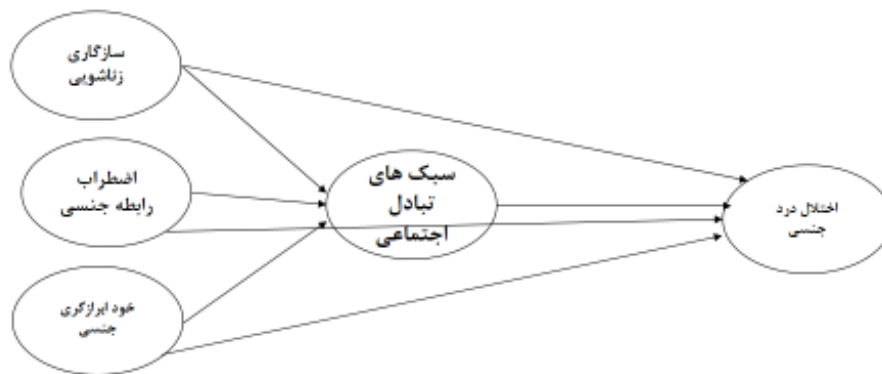 سازگاری
زناشویی
اضطراب
رابطه جنسی
خود ابرازگری
جنسی
سبک های
تبادل
اجتماعی
اختلال درد
جنسی